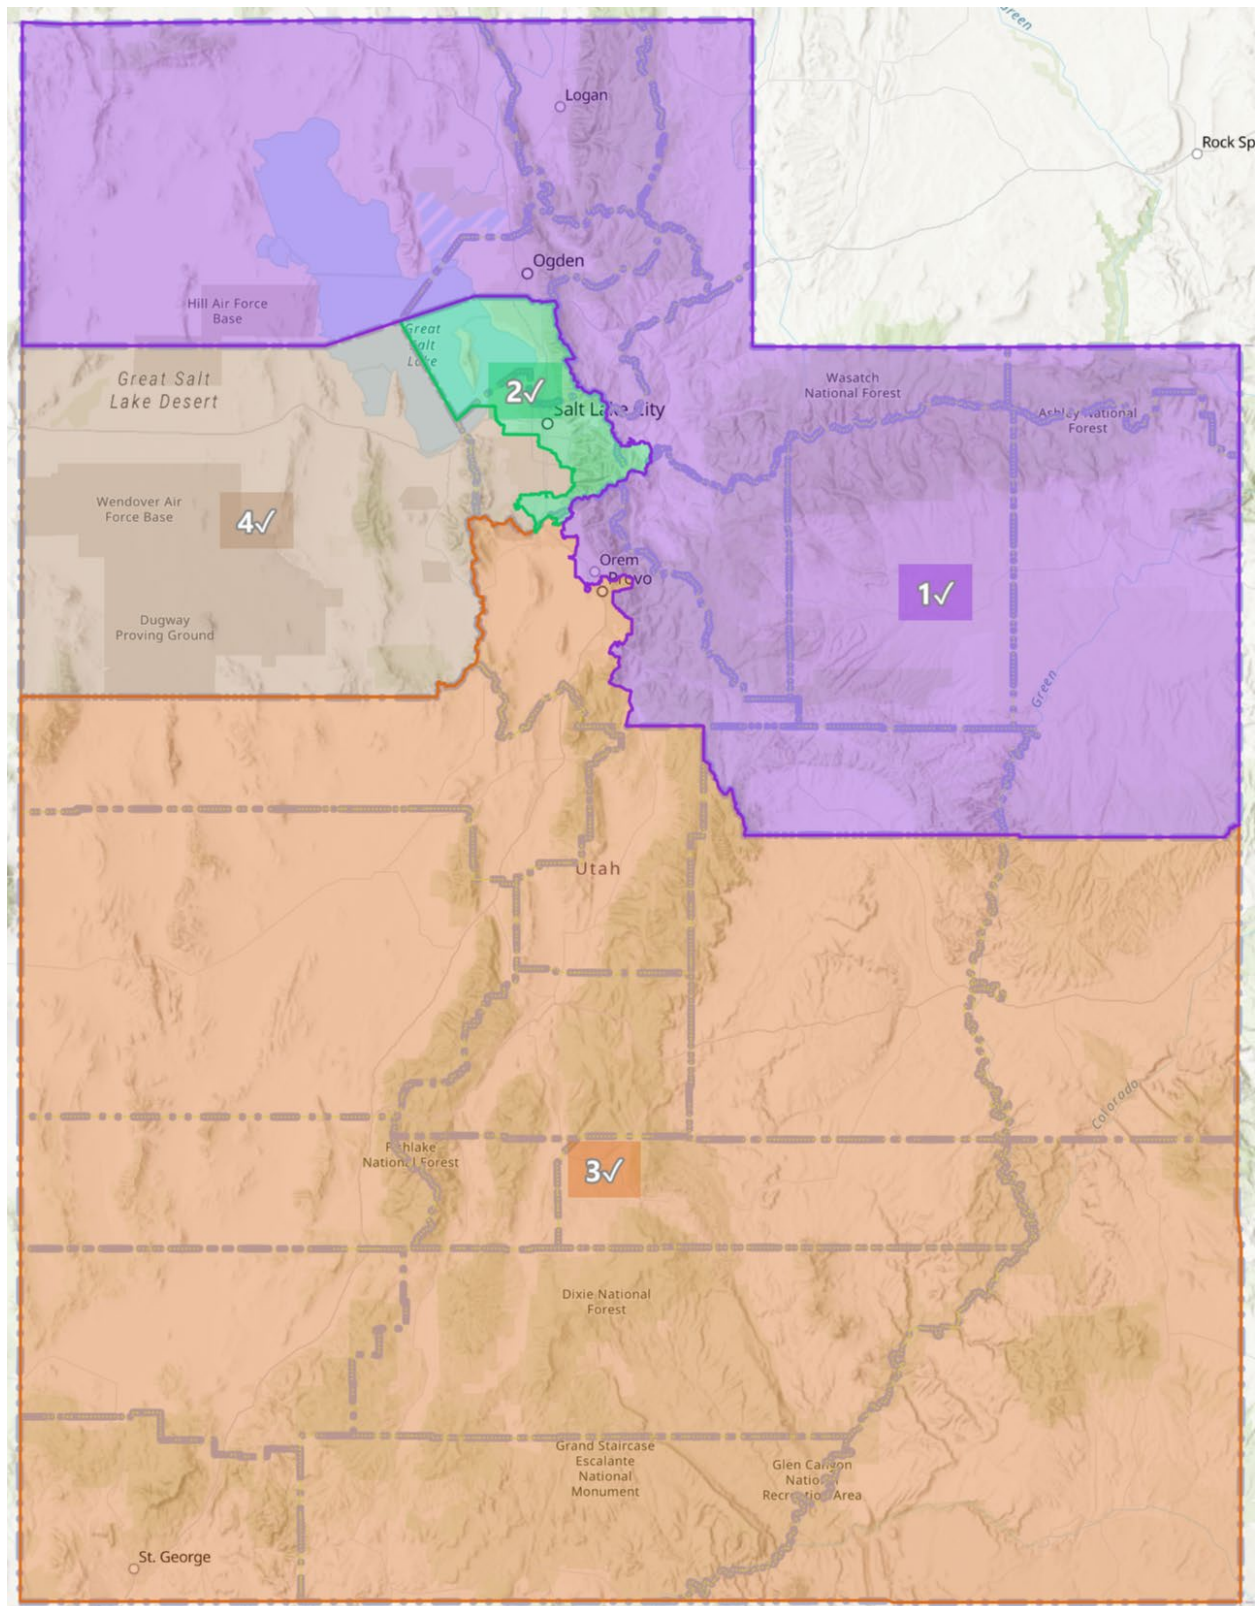 Green
Logan
Rock Sp
Ogden
Hill Air Force
Base
Great
Salt
Lake
Great Salt
Lake Desert
2✓
Salt Lake City
Wasatch
National Forest
Ashley National
Forest
Wendover Air
Force Base
4✓
Orem
Provo
1✓
Dugway
Proving Ground
Green
Utah
Colorado
Fishlake
National Forest
3✓
Dixie National
Forest
Grand Staircase
Escalante
National
Monument
Glen Canyon
National
Recreation Area
St. George